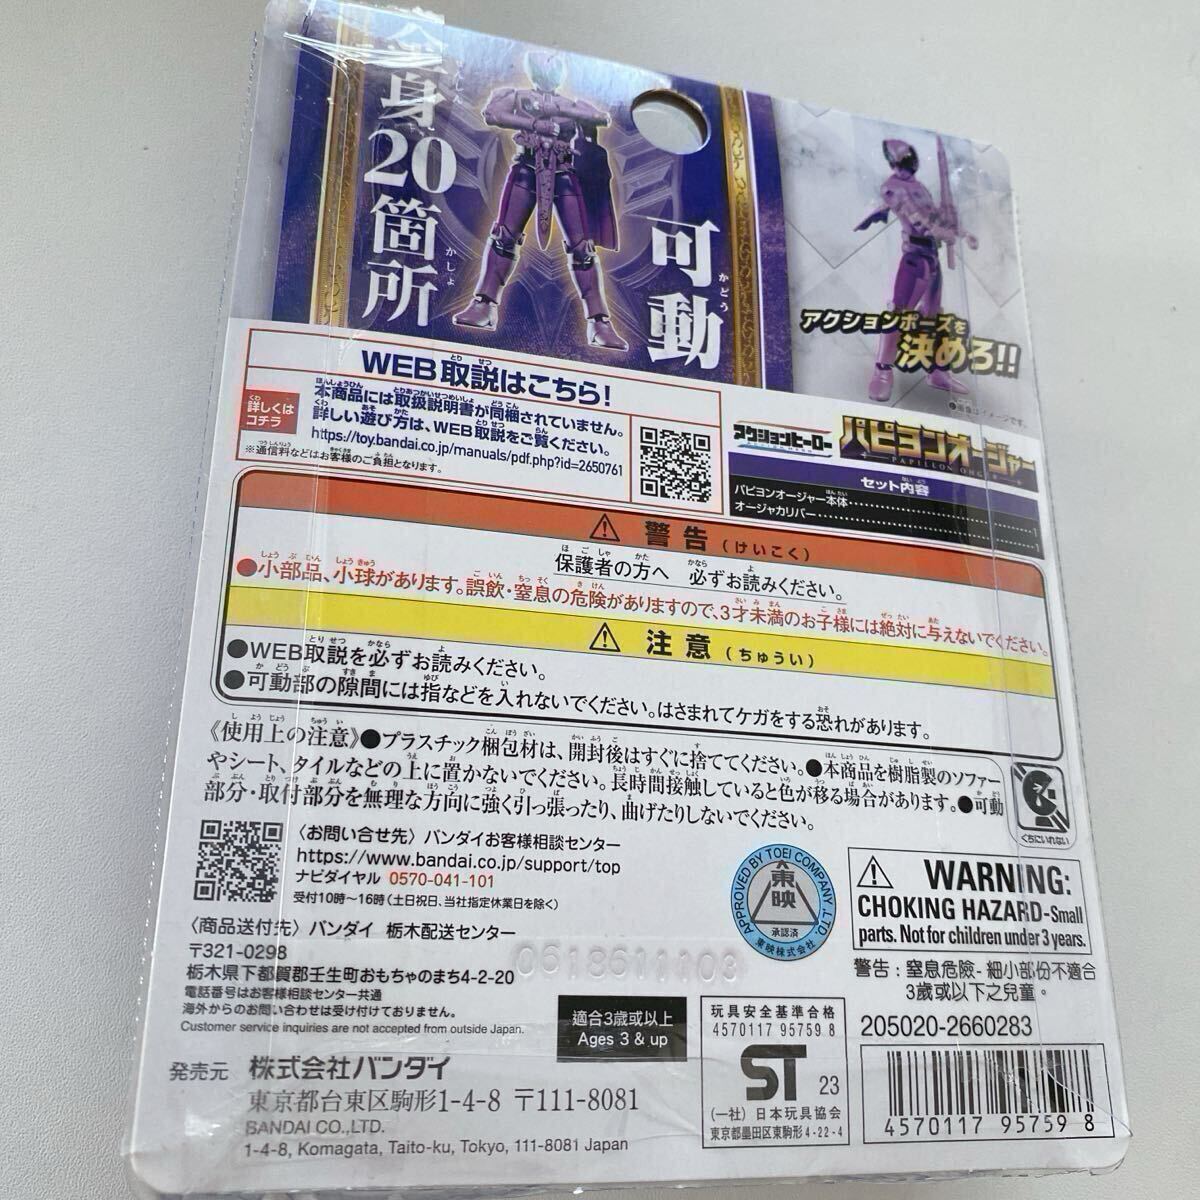 全身20箇所
可動
アクションポーズを
決めろ!!
●画像はイメージです。
WEB取説はこちら!
詳しくは
コチラ
本商品には取扱説明書が同梱されていません。
詳しい遊び方は、WEB取説をご覧ください。
https://toy.bandai.co.jp/manuals/pdf.php?id=2650761
※通信料などはお客様のご負担となります。
アクションヒーロー
パピヨンオージャー
セット内容
パピヨンオージャー本体…………1
オージャカリバー…………1
⚠ 警告(けいこく)
保護者の方へ 必ずお読みください。
●小部品、小球があります。誤飲・窒息の危険がありますので、3才未満のお子様には絶対に与えないでください。
⚠ 注意(ちゅうい)
●WEB取説を必ずお読みください。
●可動部の隙間には指などを入れないでください。はさまれてケガをする恐れがあります。
《使用上の注意》●プラスチック梱包材は、開封後はすぐに捨ててください。●本商品を樹脂製のソファー
やシート、タイルなどの上に置かないでください。長時間接触していると色が移る場合があります。●可動
部分・取付部分を無理な方向に強く引っ張ったり、曲げたりしないでください。
くちにいれない
〈お問い合せ先〉バンダイお客様相談センター
https://www.bandai.co.jp/support/top
ナビダイヤル 0570-041-101
受付10時〜16時(土日祝日、当社指定休業日を除く)
〈商品送付先〉バンダイ 栃木配送センター
〒321-0298
栃木県下都賀郡壬生町おもちゃのまち4-2-20
電話番号はお客様相談センター共通
海外からのお問い合わせは受け付けておりません。
Customer service inquiries are not accepted from outside Japan.
0618611103
APPROVED BY TOEI COMPANY, LTD.
東映
承認済
東映株式会社
⚠ WARNING:
CHOKING HAZARD-Small
parts. Not for children under 3 years.
警告:窒息危險-細小部份不適合
3歲或以下之兒童。
205020-2660283
適合3歲或以上
Ages 3 & up
玩具安全基準合格
4570117 95759 8
ST 23
(一社)日本玩具協会
東京都墨田区東駒形4-22-4
発売元 株式会社バンダイ
東京都台東区駒形1-4-8 〒111-8081
BANDAI CO.,LTD.
1-4-8, Komagata, Taito-ku, Tokyo, 111-8081 Japan
4570117 957598